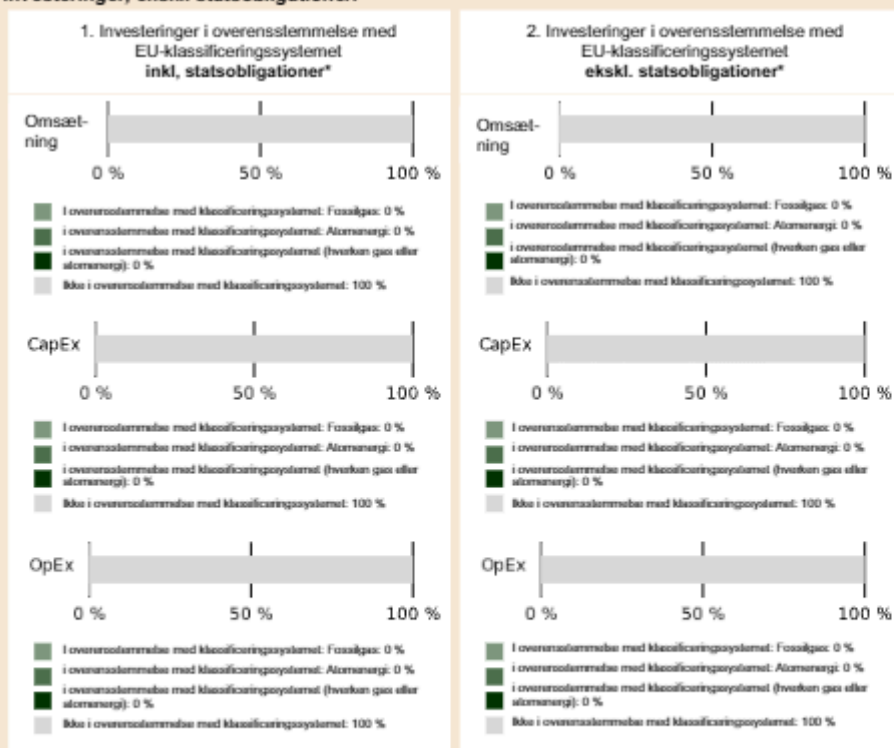 Investeringer, ekskl. statsobligationer.
1. Investeringer i overensstemmelse med
EU-klassificeringssystemet
inkl, statsobligationer*
Omsæt-
ning
0 % 50 % 100 %
I overensstemmelse med klassificeringssystemet: Fossilgas: 0 %
i overensstemmelse med klassificeringssystemet: Atomenergi: 0 %
i overensstemmelse med klassificeringssystemet (hverken gas eller
atomenergi): 0 %
Ikke i overensstemmelse med klassificeringssystemet: 100 %
CapEx
0 % 50 % 100 %
I overensstemmelse med klassificeringssystemet: Fossilgas: 0 %
i overensstemmelse med klassificeringssystemet: Atomenergi: 0 %
i overensstemmelse med klassificeringssystemet (hverken gas eller
atomenergi): 0 %
Ikke i overensstemmelse med klassificeringssystemet: 100 %
OpEx
0 % 50 % 100 %
I overensstemmelse med klassificeringssystemet: Fossilgas: 0 %
i overensstemmelse med klassificeringssystemet: Atomenergi: 0 %
i overensstemmelse med klassificeringssystemet (hverken gas eller
atomenergi): 0 %
Ikke i overensstemmelse med klassificeringssystemet: 100 %
2. Investeringer i overensstemmelse med
EU-klassificeringssystemet
ekskl. statsobligationer*
Omsæt-
ning
0 % 50 % 100 %
I overensstemmelse med klassificeringssystemet: Fossilgas: 0 %
i overensstemmelse med klassificeringssystemet: Atomenergi: 0 %
i overensstemmelse med klassificeringssystemet (hverken gas eller
atomenergi): 0 %
Ikke i overensstemmelse med klassificeringssystemet: 100 %
CapEx
0 % 50 % 100 %
I overensstemmelse med klassificeringssystemet: Fossilgas: 0 %
i overensstemmelse med klassificeringssystemet: Atomenergi: 0 %
i overensstemmelse med klassificeringssystemet (hverken gas eller
atomenergi): 0 %
Ikke i overensstemmelse med klassificeringssystemet: 100 %
OpEx
0 % 50 % 100 %
I overensstemmelse med klassificeringssystemet: Fossilgas: 0 %
i overensstemmelse med klassificeringssystemet: Atomenergi: 0 %
i overensstemmelse med klassificeringssystemet (hverken gas eller
atomenergi): 0 %
Ikke i overensstemmelse med klassificeringssystemet: 100 %